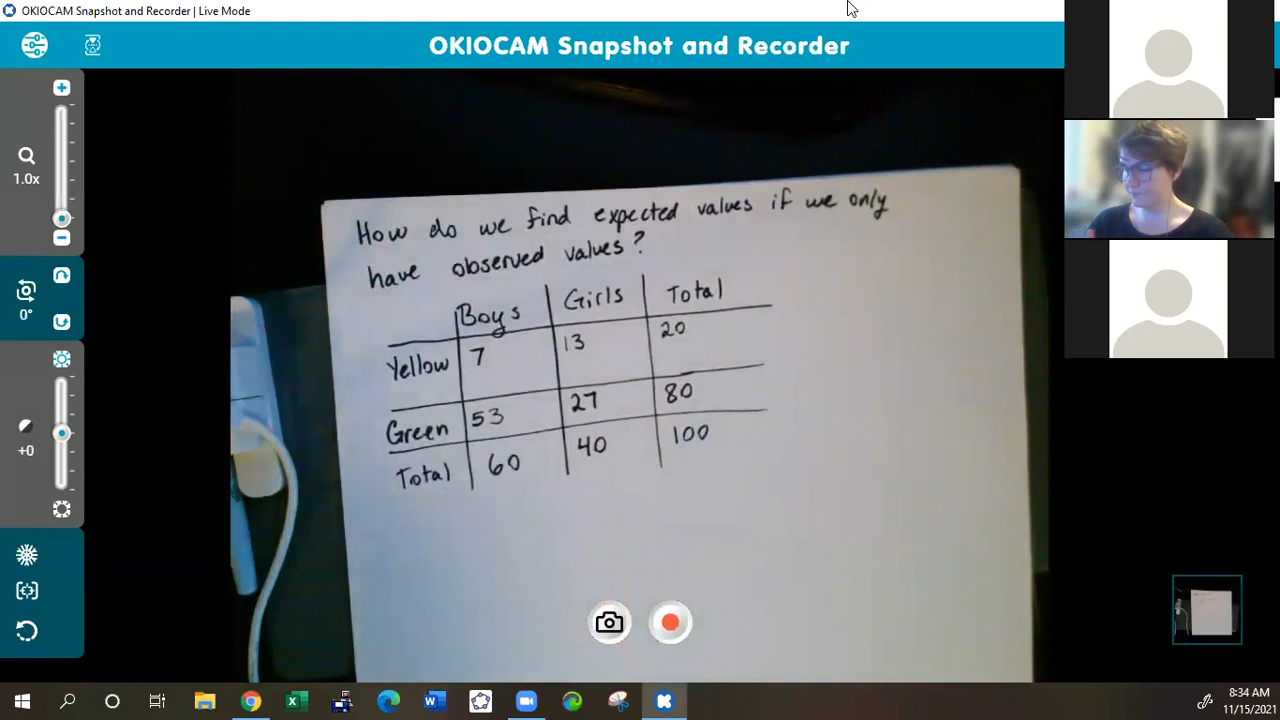 OKIOCAM Snapshot and Recorder | Live Mode
OKIOCAM Snapshot and Recorder
1.0x
0°
+0
How do we find expected values if we only
have observed values?
Boys Girls Total
Yellow 7 13 20
Green 53 27 80
Total 60 40 100
8:34 AM
11/15/2021